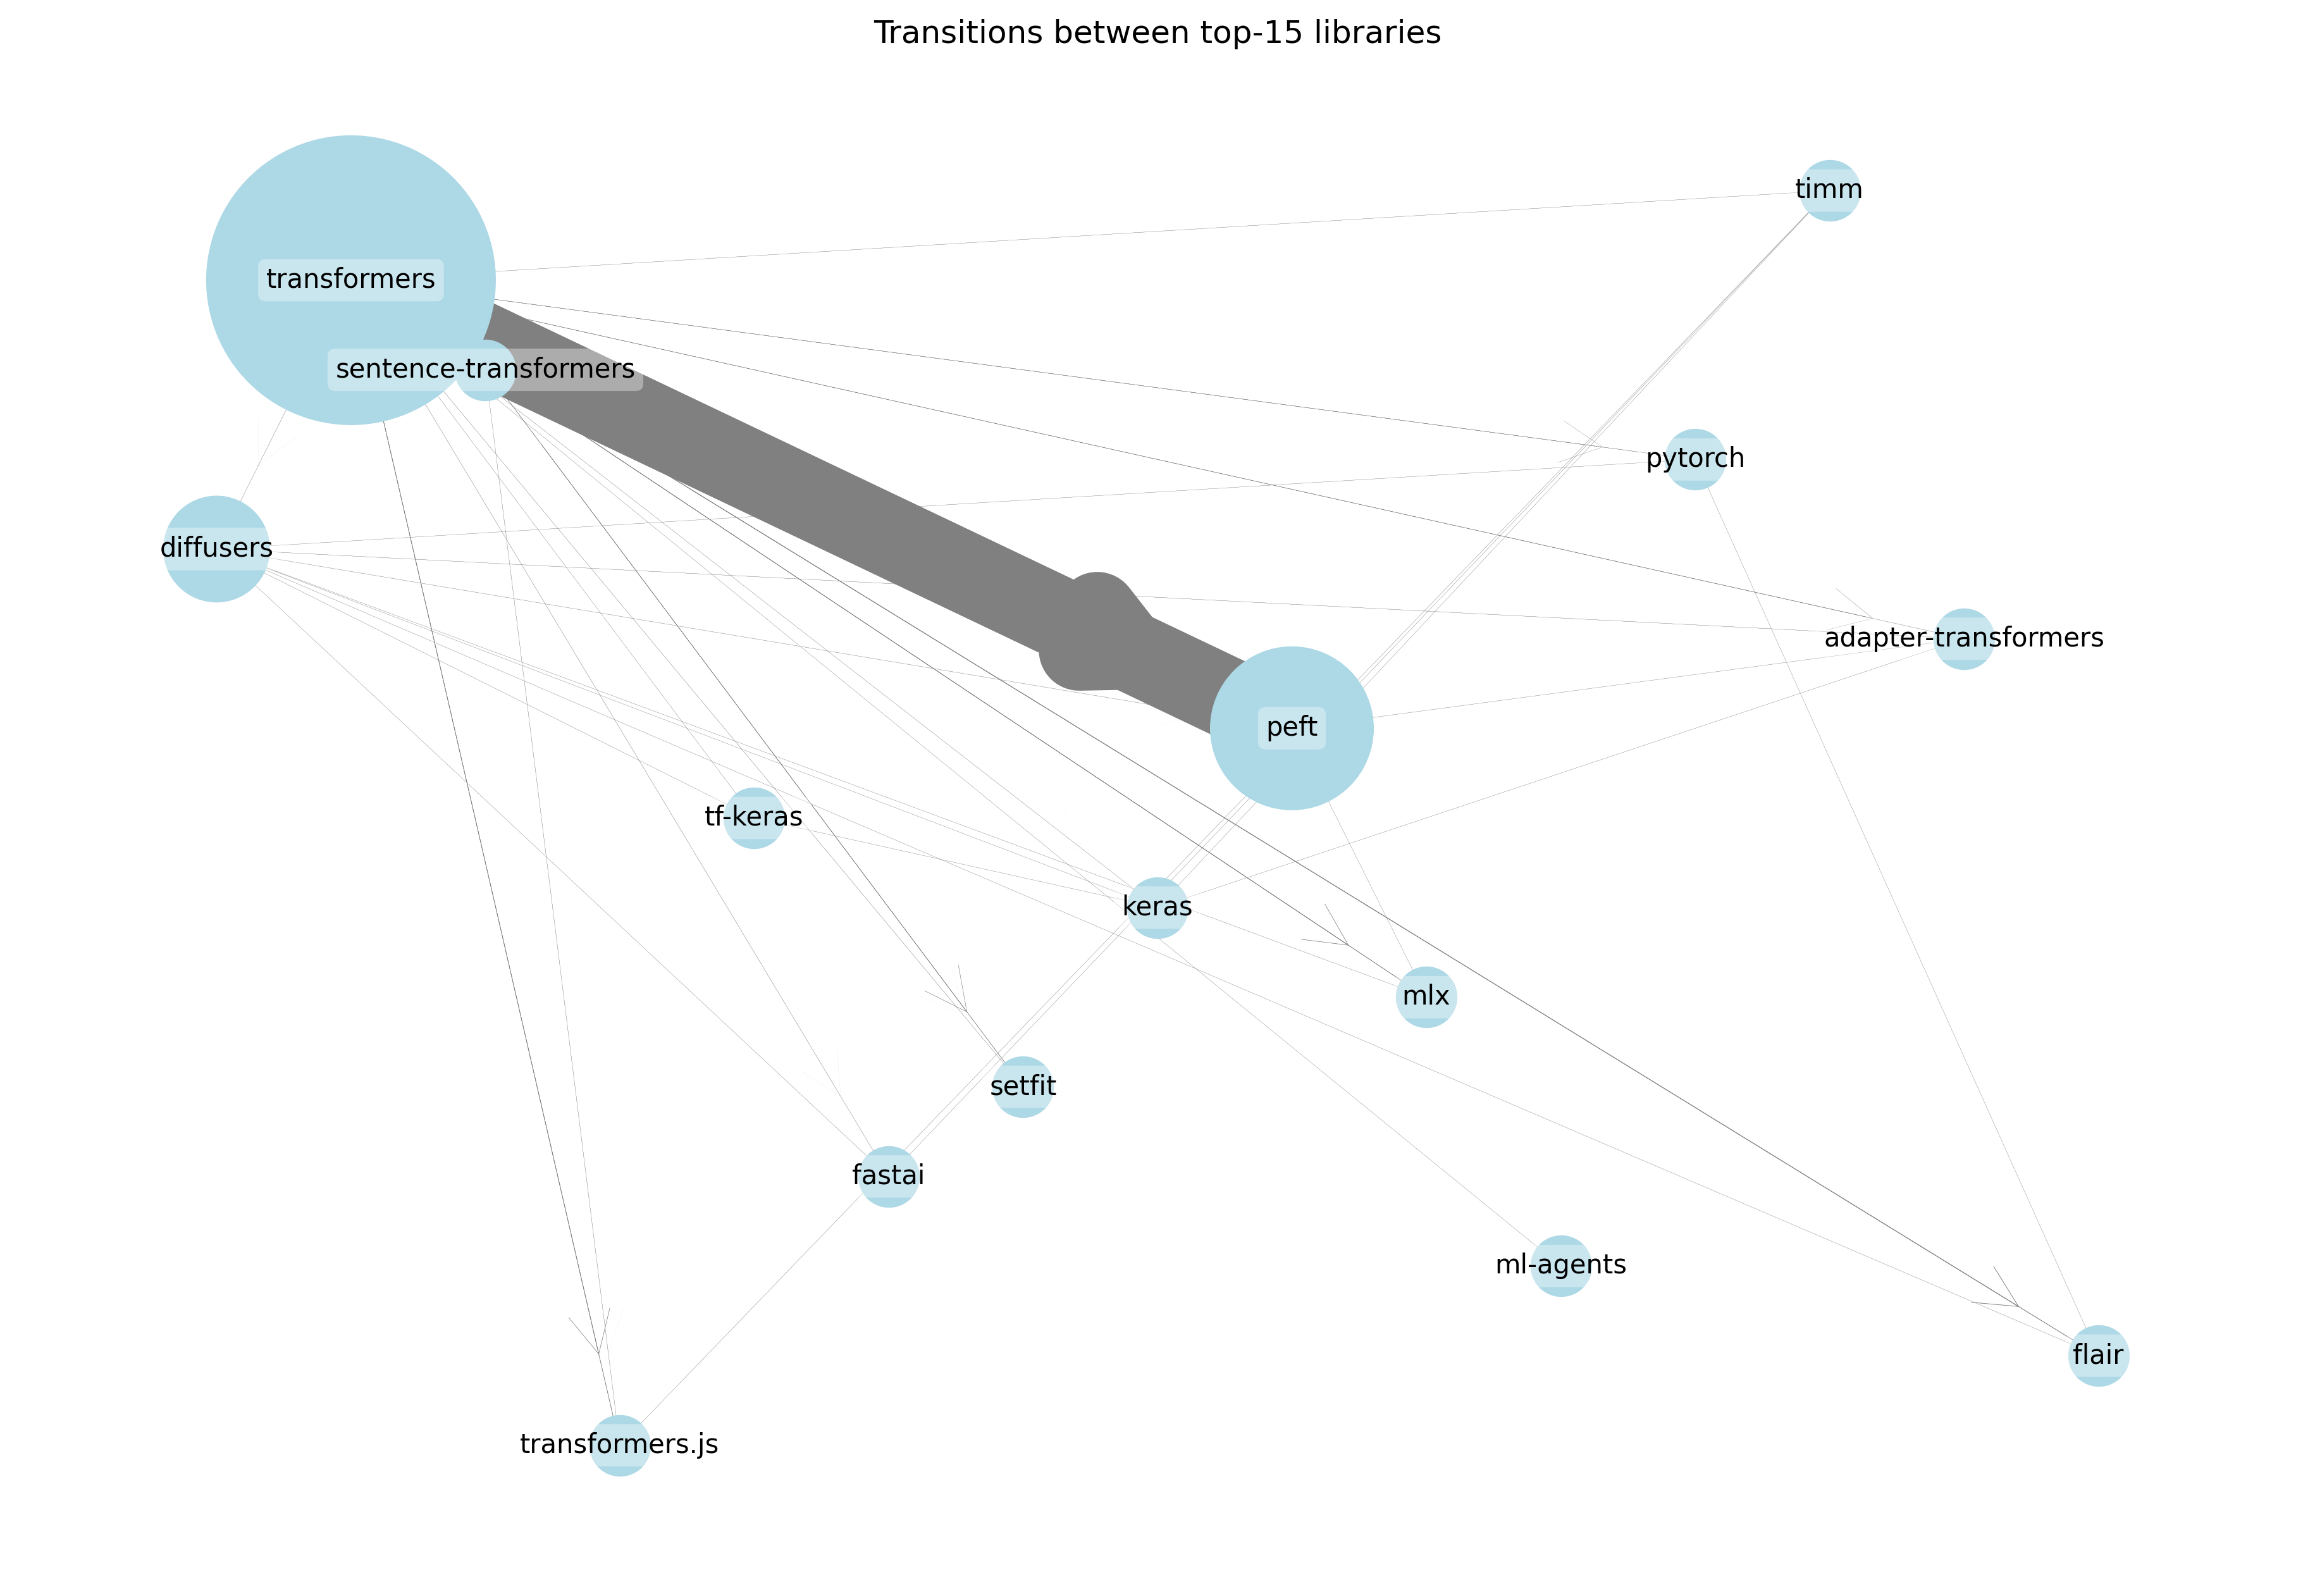 Transitions between top-15 libraries
timm
transformers
sentence-transformers
pytorch
diffusers
adapter-transformers
peft
tf-keras
keras
mlx
setfit
fastai
ml-agents
flair
transformers.js